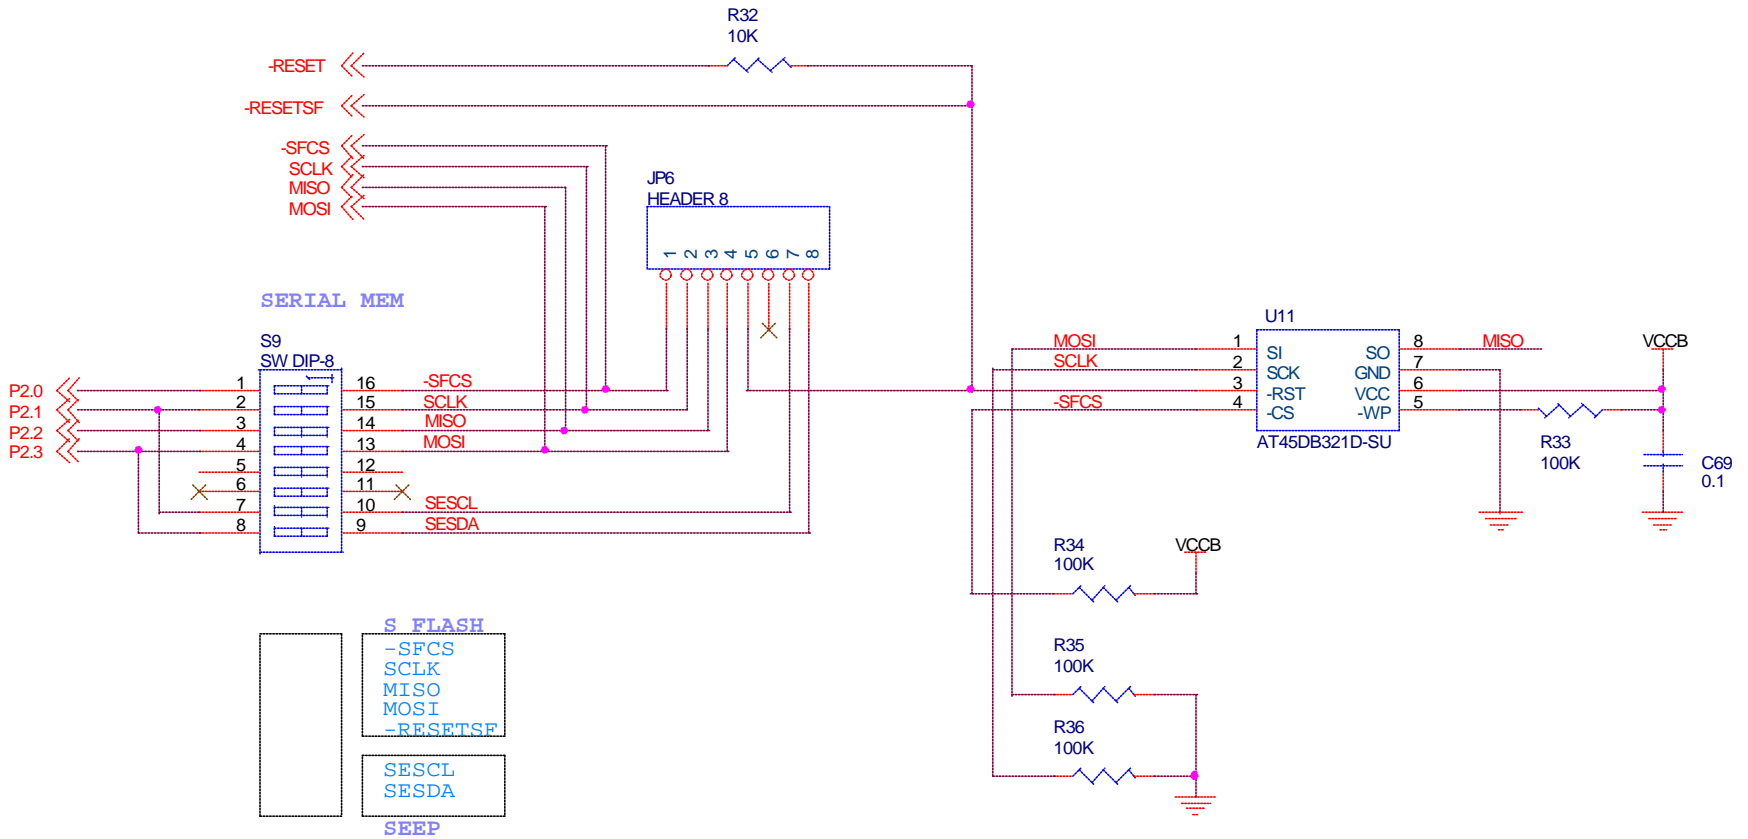 R32
10K
-RESET
-RESETSF
-SFCS
SCLK
MISO
MOSI
JP6
HEADER 8
1 2 3 4 5 6 7 8
SERIAL MEM
S9
SW DIP-8
P2.0 1 16 -SFCS
P2.1 2 15 SCLK
P2.2 3 14 MISO
P2.3 4 13 MOSI
5 12
6 11
7 10 SESCL
8 9 SESDA
U11
MOSI 1 SI SO 8 MISO
SCLK 2 SCK GND 7
3 -RST VCC 6
-SFCS 4 -CS -WP 5
AT45DB321D-SU
VCCB
R33
100K
C69
0.1
R34
100K
VCCB
R35
100K
R36
100K
S FLASH
-SFCS
SCLK
MISO
MOSI
-RESETSF
SESCL
SESDA
SEEP